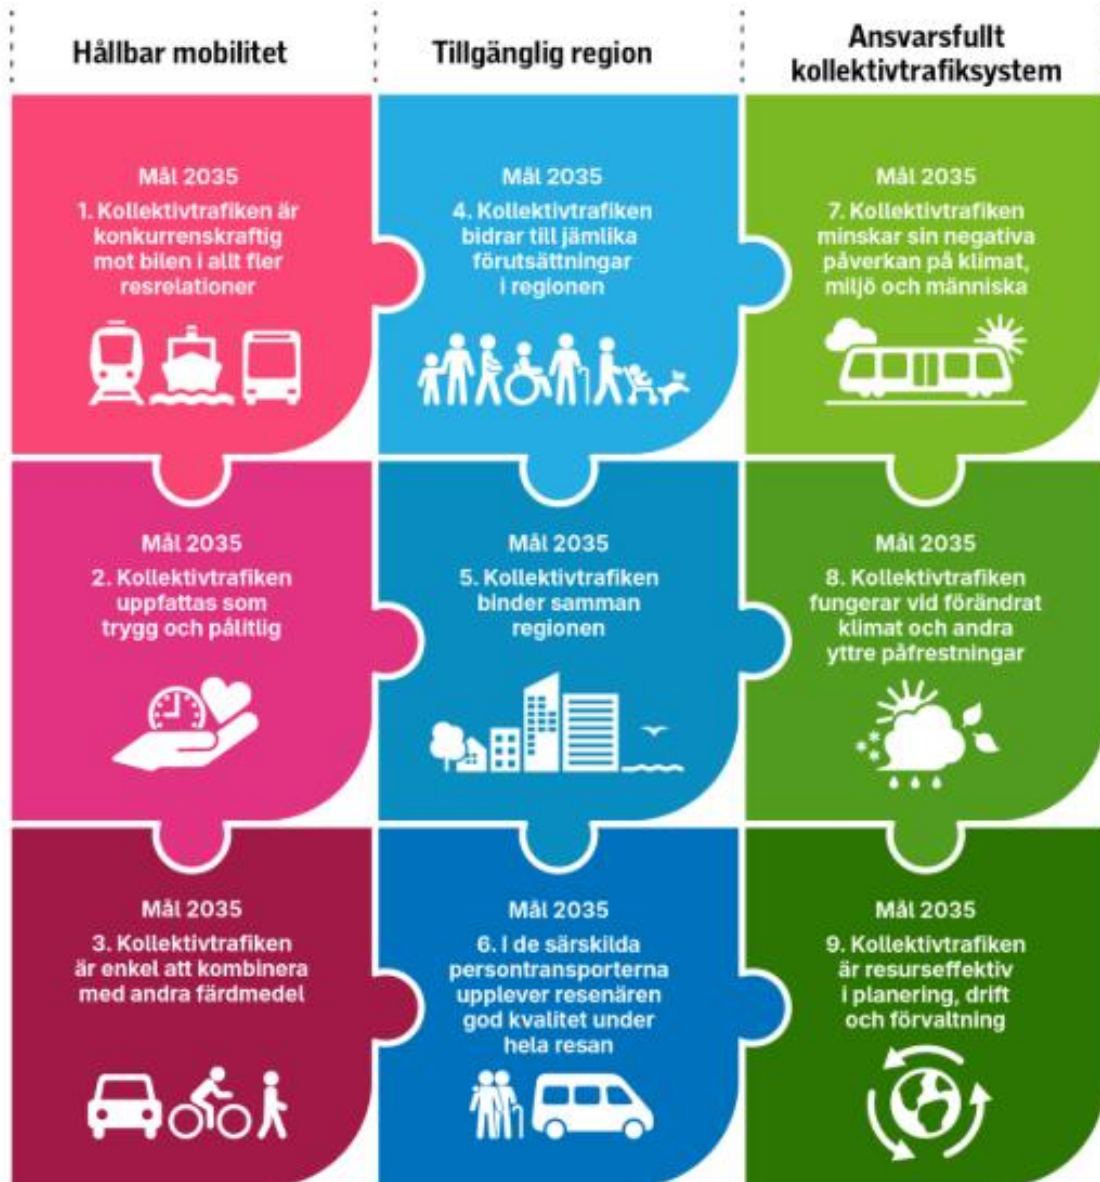 Hållbar mobilitet
Tillgänglig region
Ansvarsfullt
kollektivtrafiksystem
Mål 2035
1. Kollektivtrafiken är
konkurrenskraftig
mot bilen i allt fler
resrelationer
Mål 2035
4. Kollektivtrafiken
bidrar till jämlika
förutsättningar
i regionen
Mål 2035
7. Kollektivtrafiken
minskar sin negativa
påverkan på klimat,
miljö och människa
Mål 2035
2. Kollektivtrafiken
uppfattas som
trygg och pålitlig
Mål 2035
5. Kollektivtrafiken
binder samman
regionen
Mål 2035
8. Kollektivtrafiken
fungerar vid förändrat
klimat och andra
yttre påfrestningar
Mål 2035
3. Kollektivtrafiken
är enkel att kombinera
med andra färdmedel
Mål 2035
6. I de särskilda
persontransporterna
upplever resenären
god kvalitet under
hela resan
Mål 2035
9. Kollektivtrafiken
är resurseffektiv
i planering, drift
och förvaltning